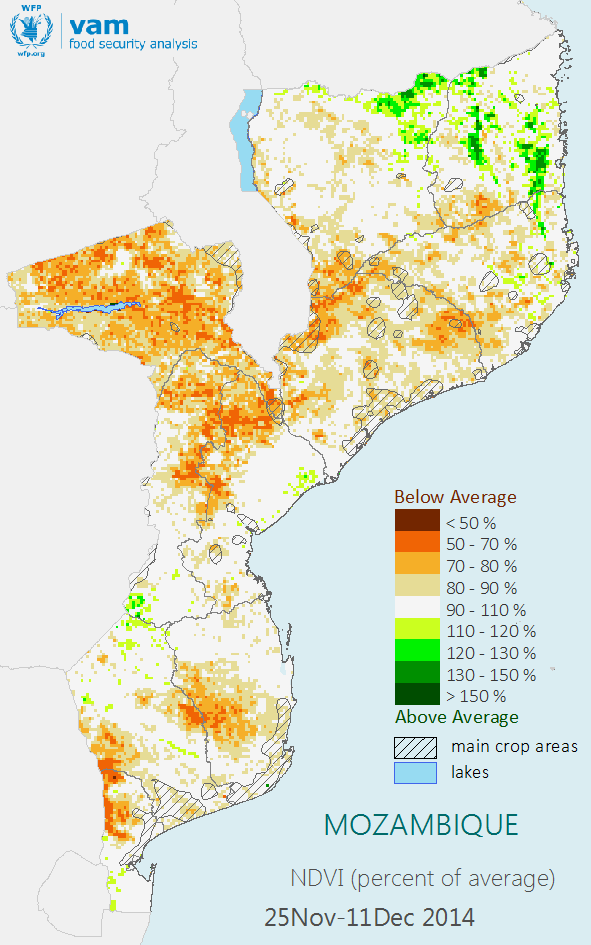 WFP
wfp.org
vam
food security analysis
Below Average
< 50 %
50 - 70 %
70 - 80 %
80 - 90 %
90 - 110 %
110 - 120 %
120 - 130 %
130 - 150 %
> 150 %
Above Average
main crop areas
lakes
MOZAMBIQUE
NDVI (percent of average)
25Nov-11Dec 2014